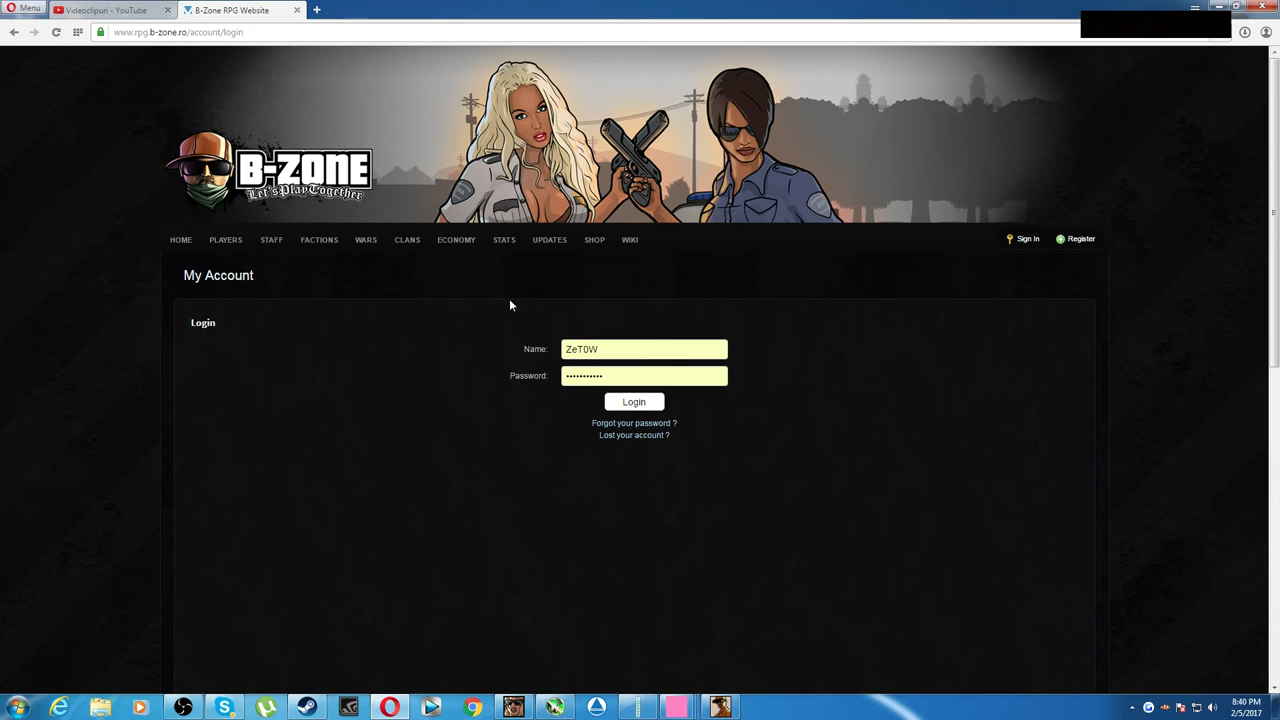 Menu
Videoclipuri - YouTube
B-Zone RPG Website
www.rpg.b-zone.ro/account/login
B-ZONE
Let'sPlayTogether
HOME PLAYERS STAFF FACTIONS WARS CLANS ECONOMY STATS UPDATES SHOP WIKI
Sign In Register
My Account
Login
Name: ZeT0W
Password: •••••••••••
Login
Forgot your password ?
Lost your account ?
8:40 PM
2/5/2017